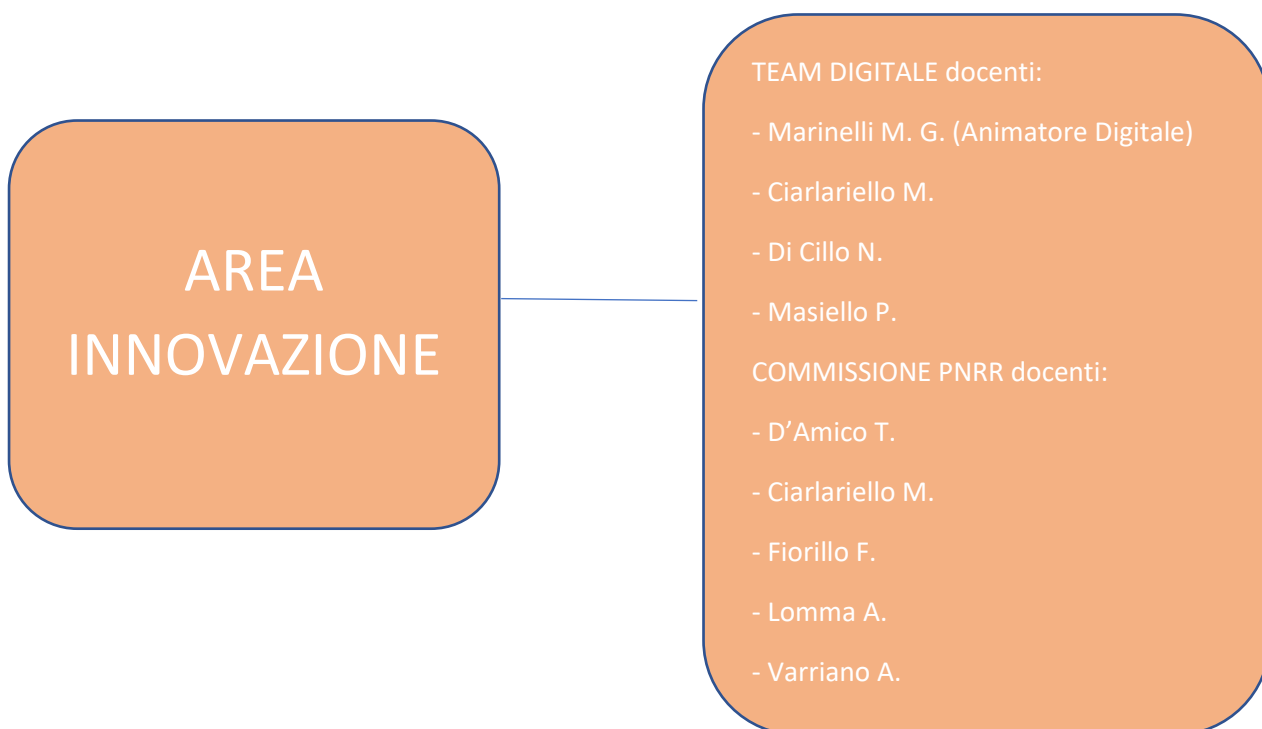 AREA
INNOVAZIONE
TEAM DIGITALE docenti:
- Marinelli M. G. (Animatore Digitale)
- Ciarlariello M.
- Di Cillo N.
- Masiello P.
COMMISSIONE PNRR docenti:
- D’Amico T.
- Ciarlariello M.
- Fiorillo F.
- Lomma A.
- Varriano A.